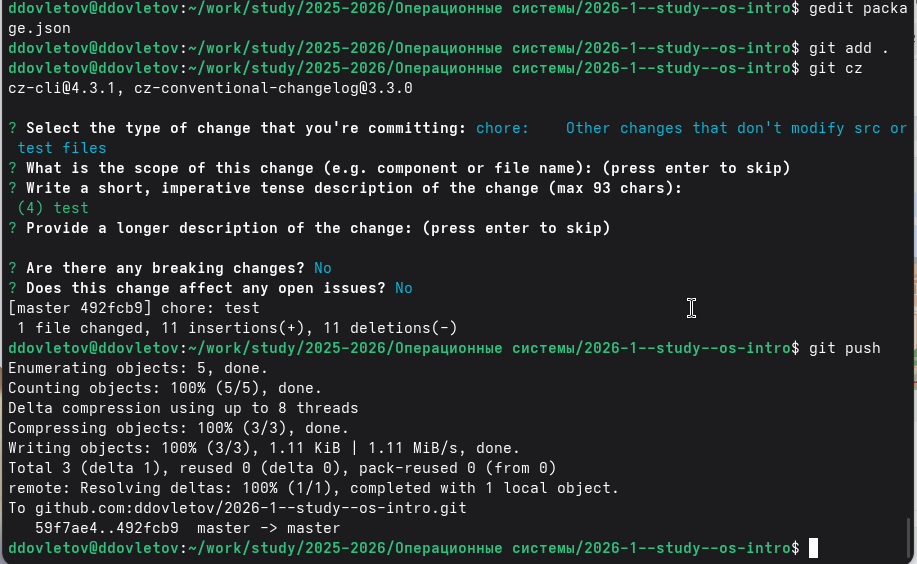 ddovletov@ddovletov:~/work/study/2025-2026/Операционные системы/2026-1--study--os-intro$ gedit packa
ge.json
ddovletov@ddovletov:~/work/study/2025-2026/Операционные системы/2026-1--study--os-intro$ git add .
ddovletov@ddovletov:~/work/study/2025-2026/Операционные системы/2026-1--study--os-intro$ git cz
cz-cli@4.3.1, cz-conventional-changelog@3.3.0
? Select the type of change that you're committing: chore:    Other changes that don't modify src or
 test files
? What is the scope of this change (e.g. component or file name): (press enter to skip)
? Write a short, imperative tense description of the change (max 93 chars):
 (4) test
? Provide a longer description of the change: (press enter to skip)
? Are there any breaking changes? No
? Does this change affect any open issues? No
[master 492fcb9] chore: test
 1 file changed, 11 insertions(+), 11 deletions(-)
ddovletov@ddovletov:~/work/study/2025-2026/Операционные системы/2026-1--study--os-intro$ git push
Enumerating objects: 5, done.
Counting objects: 100% (5/5), done.
Delta compression using up to 8 threads
Compressing objects: 100% (3/3), done.
Writing objects: 100% (3/3), 1.11 KiB | 1.11 MiB/s, done.
Total 3 (delta 1), reused 0 (delta 0), pack-reused 0 (from 0)
remote: Resolving deltas: 100% (1/1), completed with 1 local object.
To github.com:ddovletov/2026-1--study--os-intro.git
   59f7ae4..492fcb9  master -> master
ddovletov@ddovletov:~/work/study/2025-2026/Операционные системы/2026-1--study--os-intro$